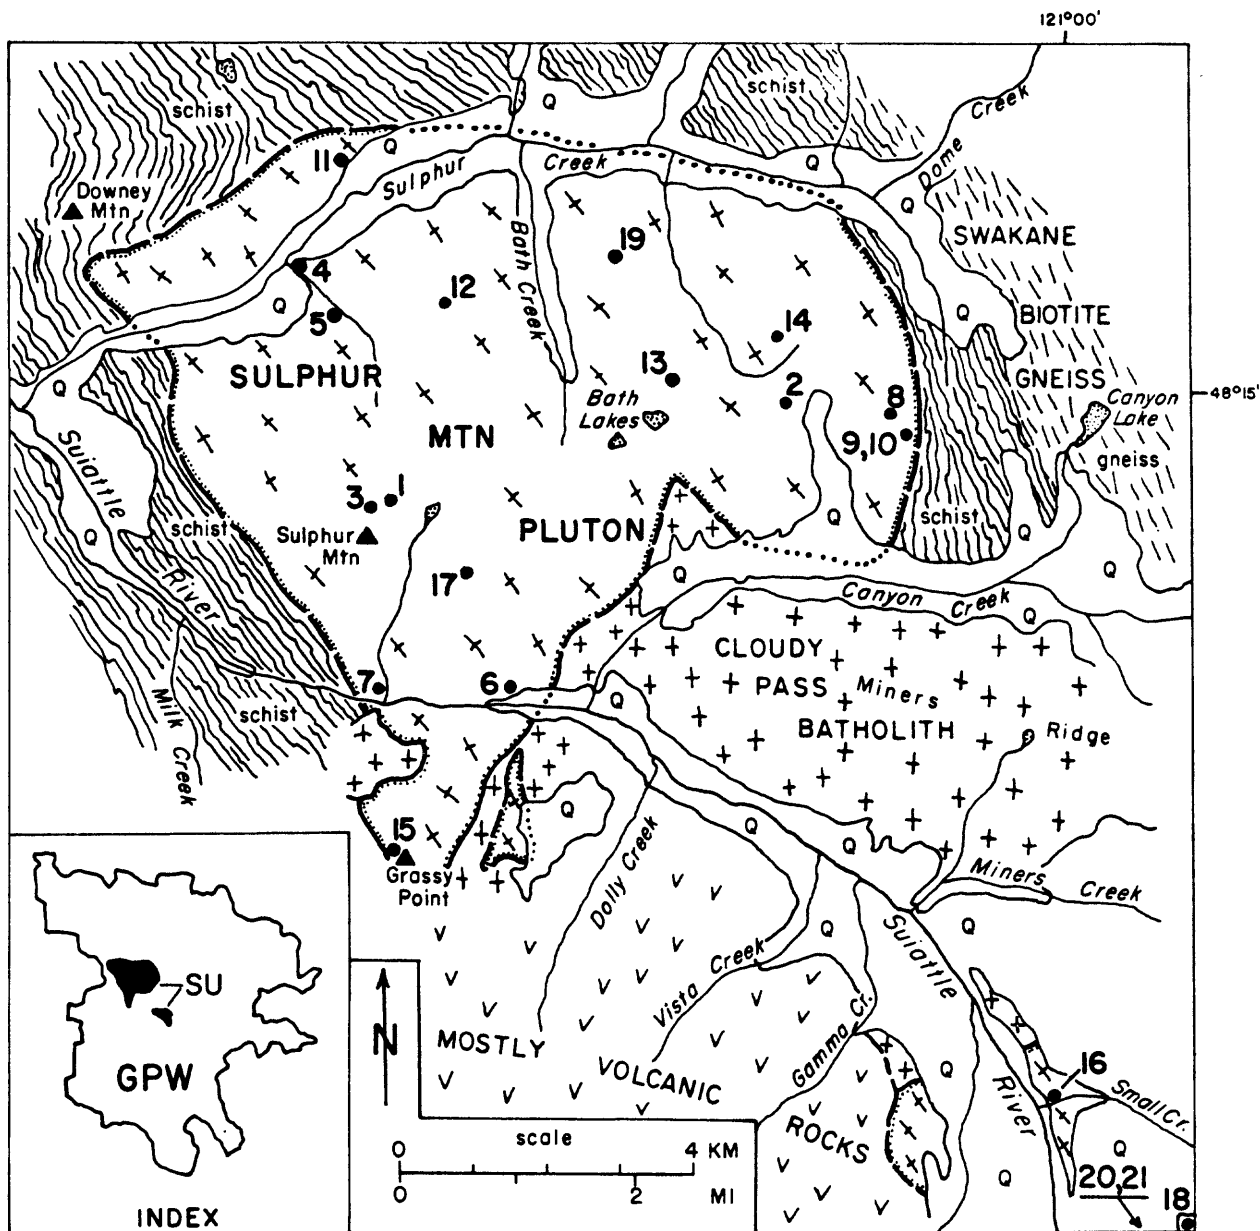 121°00'
schist
schist
Q
Creek
Q
11
Q
Dome
Sulphur
Creek
Q
Downey
Mtn
Q
SWAKANE
Bath Creek
19
4
12
Q
Q
BIOTITE
5
14
SULPHUR
13
GNEISS
2
8
48°15'
Q
Bath
Lakes
Canyon
Lake
MTN
9,10
gneiss
Suiattle
3
1
schist
Sulphur
Mtn
PLUTON
schist
Q
Q
Q
River
17
Q
Q
Canyon
Creek
Q
CLOUDY
7
6
PASS
Miners
Milk
Creek
schist
Q
BATHOLITH
Ridge
Q
Q
Q
15
Grassy
Point
Dolly Creek
Miners
Creek
Q
Suiattle
Q
SU
Vista
Creek
N
MOSTLY
Gamma Cr.
GPW
VOLCANIC
Q
16
River
Small Cr.
ROCKS
scale
0
4 KM
Q
Q
20,21
18
0
2
MI
INDEX